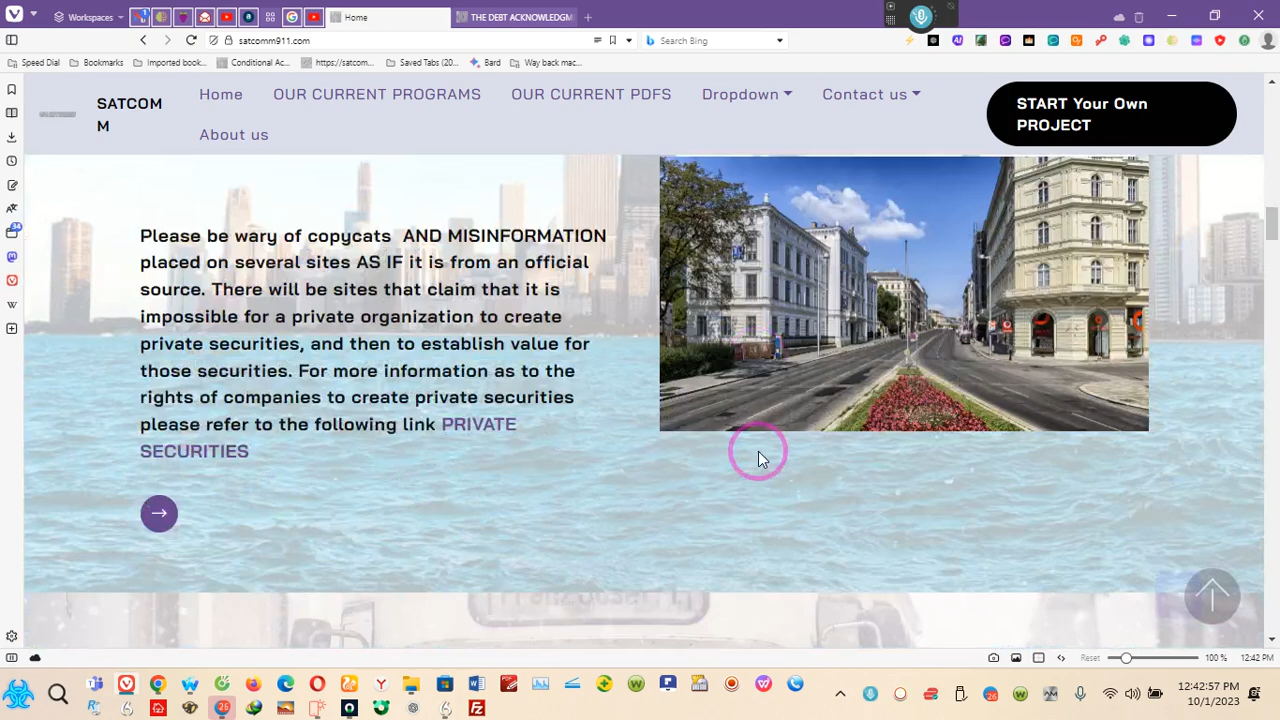 Workspaces
Home
THE DEBT ACKNOWLEDGM
satcomm911.com
Search Bing
Speed Dial
Bookmarks
Imported book...
Conditional Ac...
https://satcom...
Saved Tabs (20...
Bard
Way back mac...
SATCOM
M
Home
OUR CURRENT PROGRAMS
OUR CURRENT PDFS
Dropdown
Contact us
About us
START Your Own
PROJECT
Please be wary of copycats AND MISINFORMATION
placed on several sites AS IF it is from an official
source. There will be sites that claim that it is
impossible for a private organization to create
private securities, and then to establish value for
those securities. For more information as to the
rights of companies to create private securities
please refer to the following link PRIVATE
SECURITIES
Reset
100 %
12:42 PM
12:42:57 PM
10/1/2023